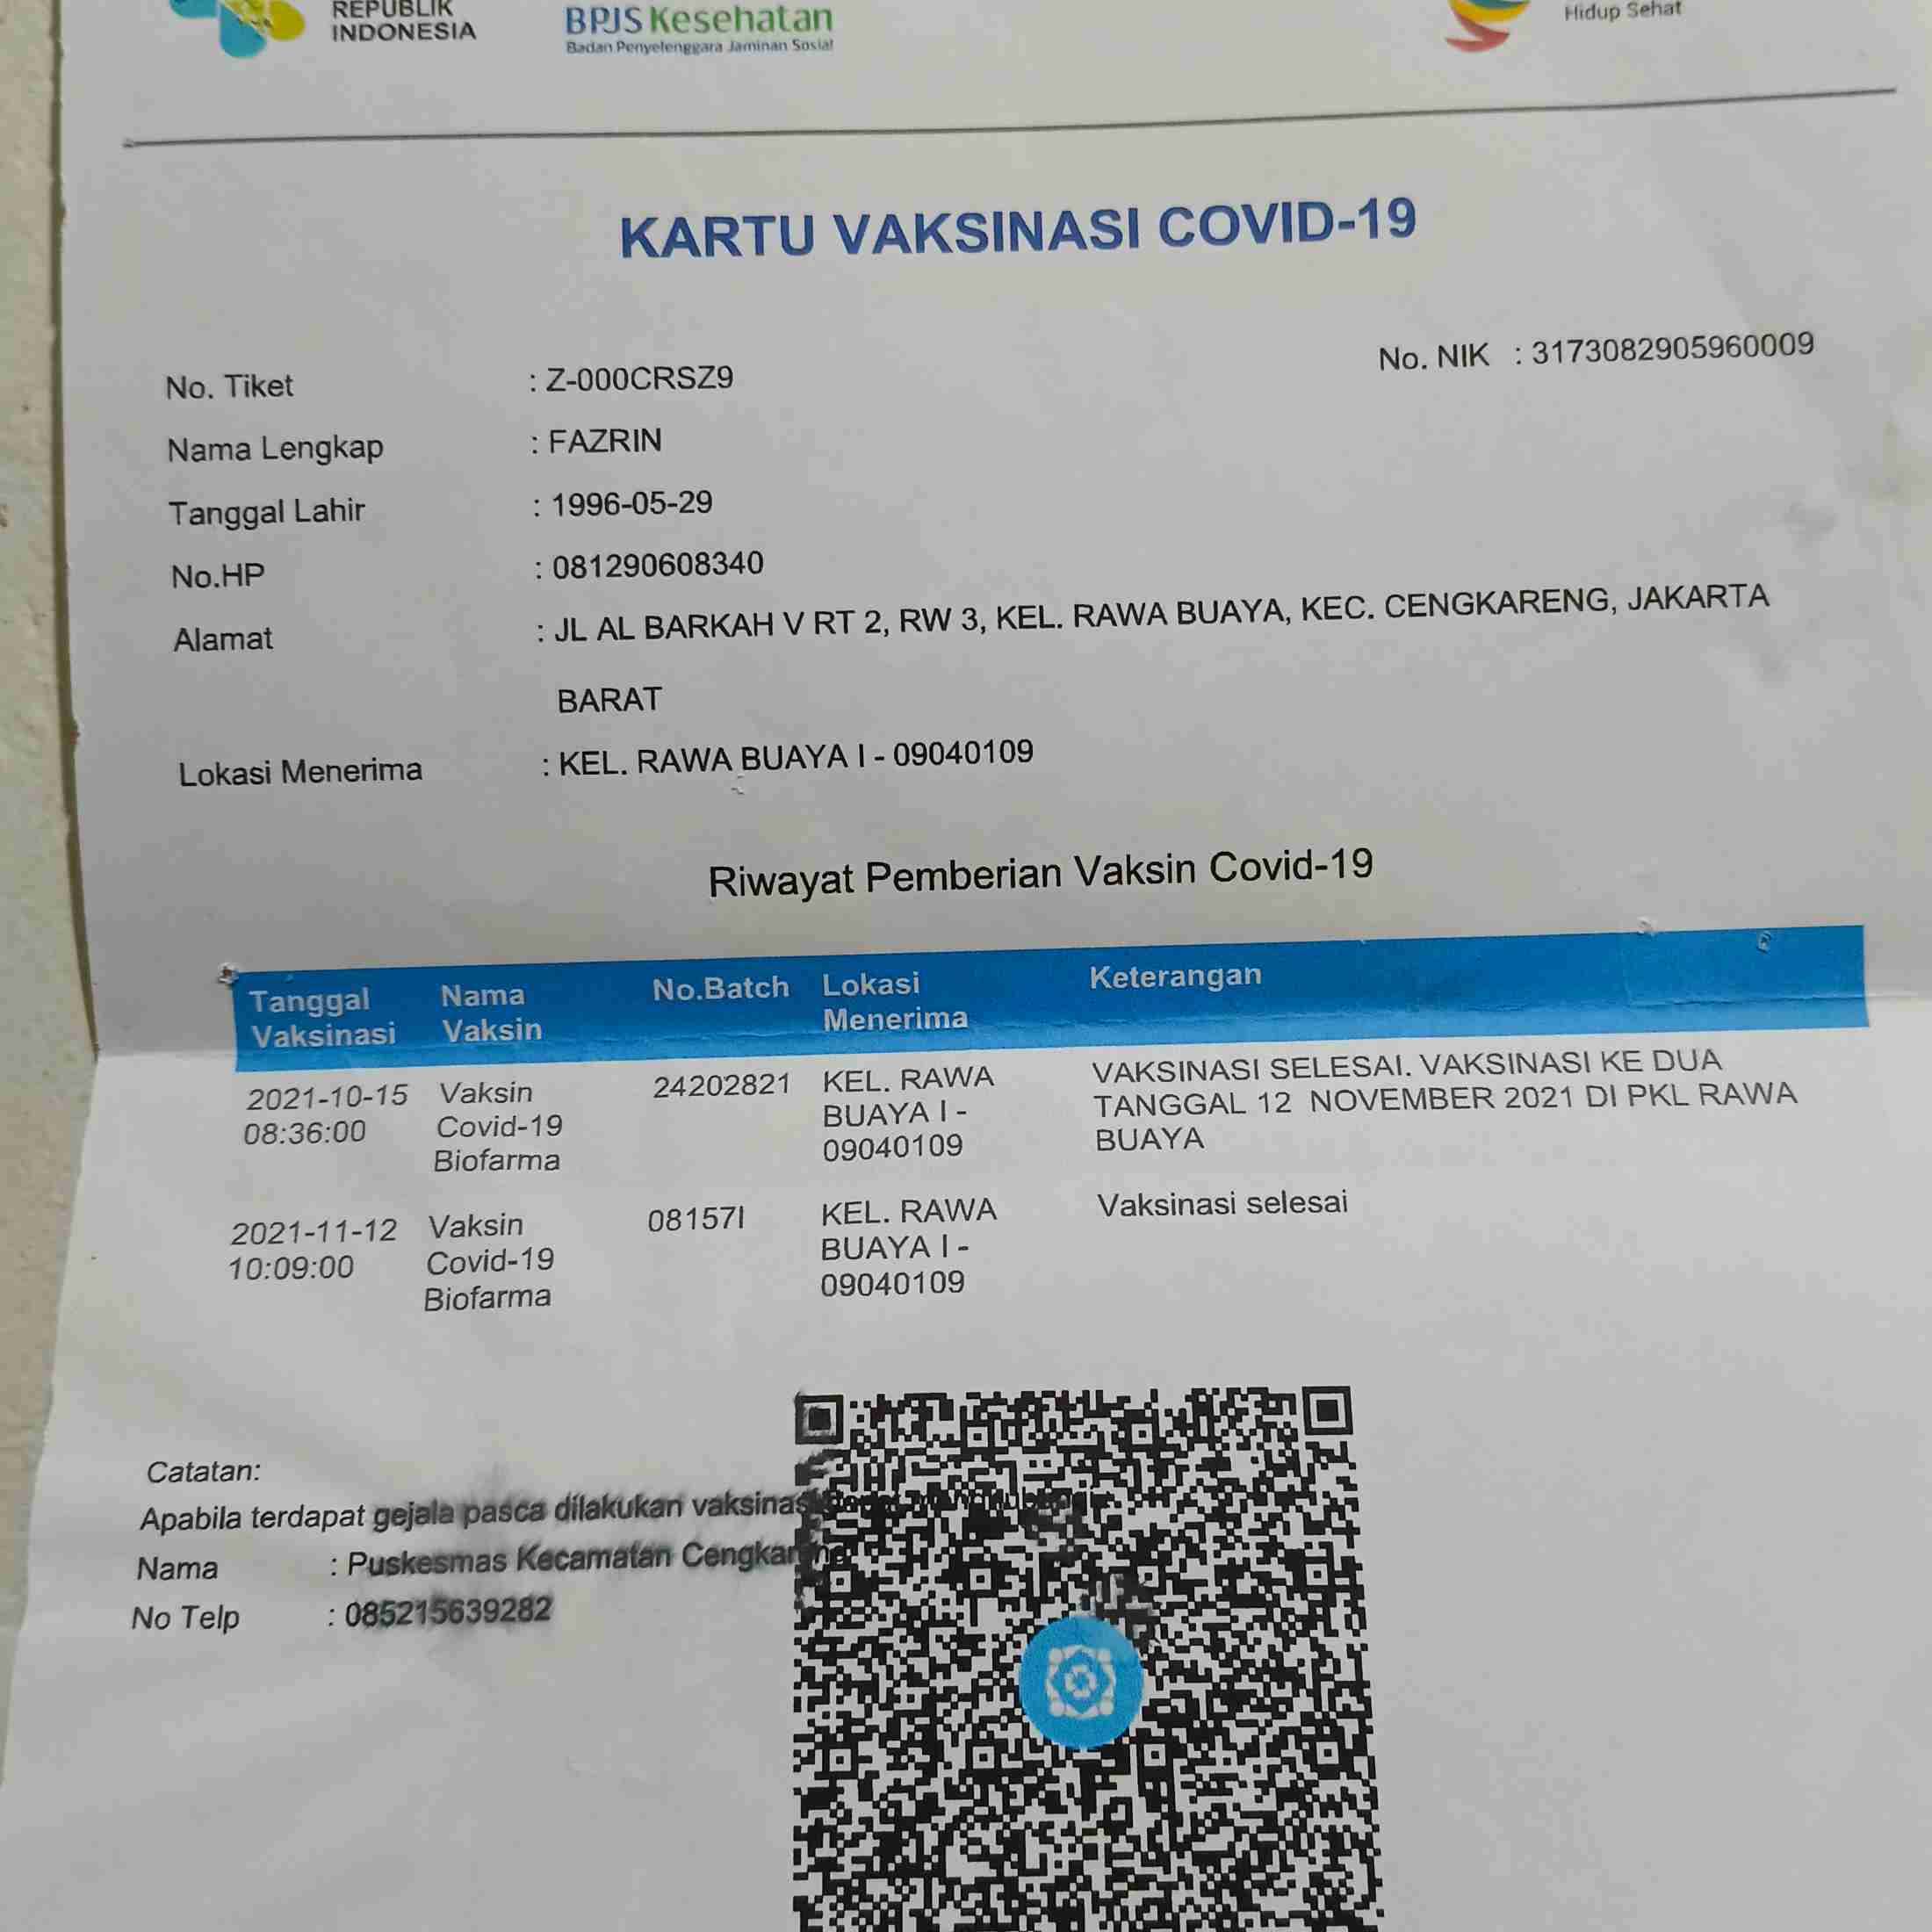 REPUBLIK
INDONESIA
BPJS Kesehatan
Badan Penyelenggara Jaminan Sosial
Hidup Sehat
KARTU VAKSINASI COVID-19
No. NIK : 3173082905960009
No. Tiket : Z-000CRSZ9
Nama Lengkap : FAZRIN
Tanggal Lahir : 1996-05-29
No.HP : 081290608340
Alamat : JL AL BARKAH V RT 2, RW 3, KEL. RAWA BUAYA, KEC. CENGKARENG, JAKARTA
BARAT
Lokasi Menerima : KEL. RAWA BUAYA I - 09040109
Riwayat Pemberian Vaksin Covid-19
Tanggal Nama No.Batch Lokasi Keterangan
Vaksinasi Vaksin Menerima
2021-10-15 Vaksin 24202821 KEL. RAWA VAKSINASI SELESAI. VAKSINASI KE DUA
08:36:00 Covid-19 BUAYA I - TANGGAL 12 NOVEMBER 2021 DI PKL RAWA
Biofarma 09040109 BUAYA
2021-11-12 Vaksin 08157I KEL. RAWA Vaksinasi selesai
10:09:00 Covid-19 BUAYA I -
Biofarma 09040109
Catatan:
Apabila terdapat gejala pasca dilakukan vaksinasi
Nama : Puskesmas Kecamatan Cengkareng
No Telp : 085215639282